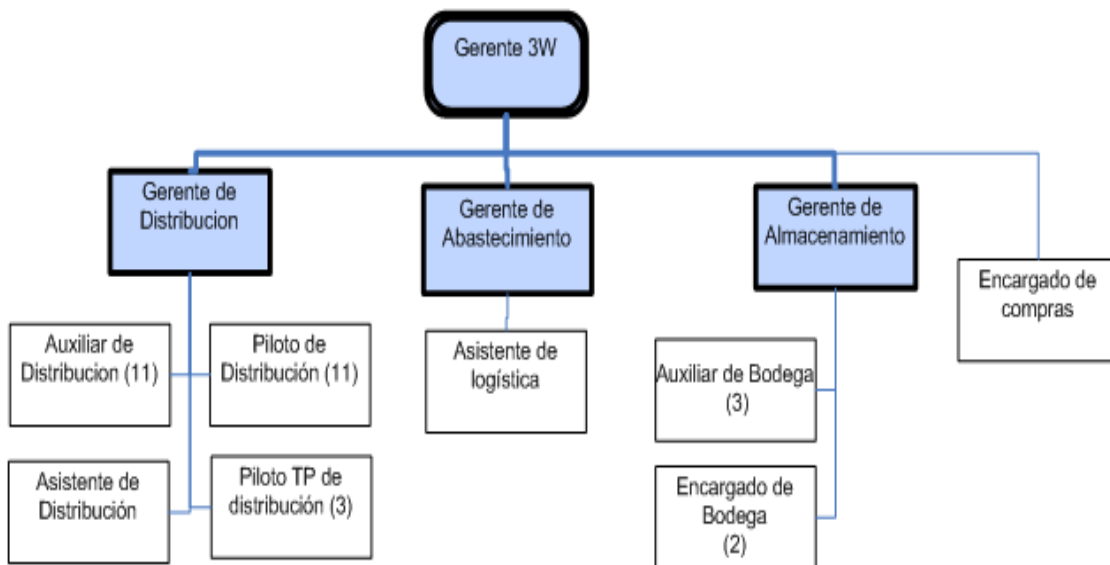 Gerente 3W
Gerente de
Distribucion
Gerente de
Abastecimiento
Gerente de
Almacenamiento
Encargado de
compras
Auxiliar de
Distribucion (11)
Piloto de
Distribución (11)
Asistente de
logística
Auxiliar de Bodega
(3)
Asistente de
Distribución
Piloto TP de
distribución (3)
Encargado de
Bodega
(2)